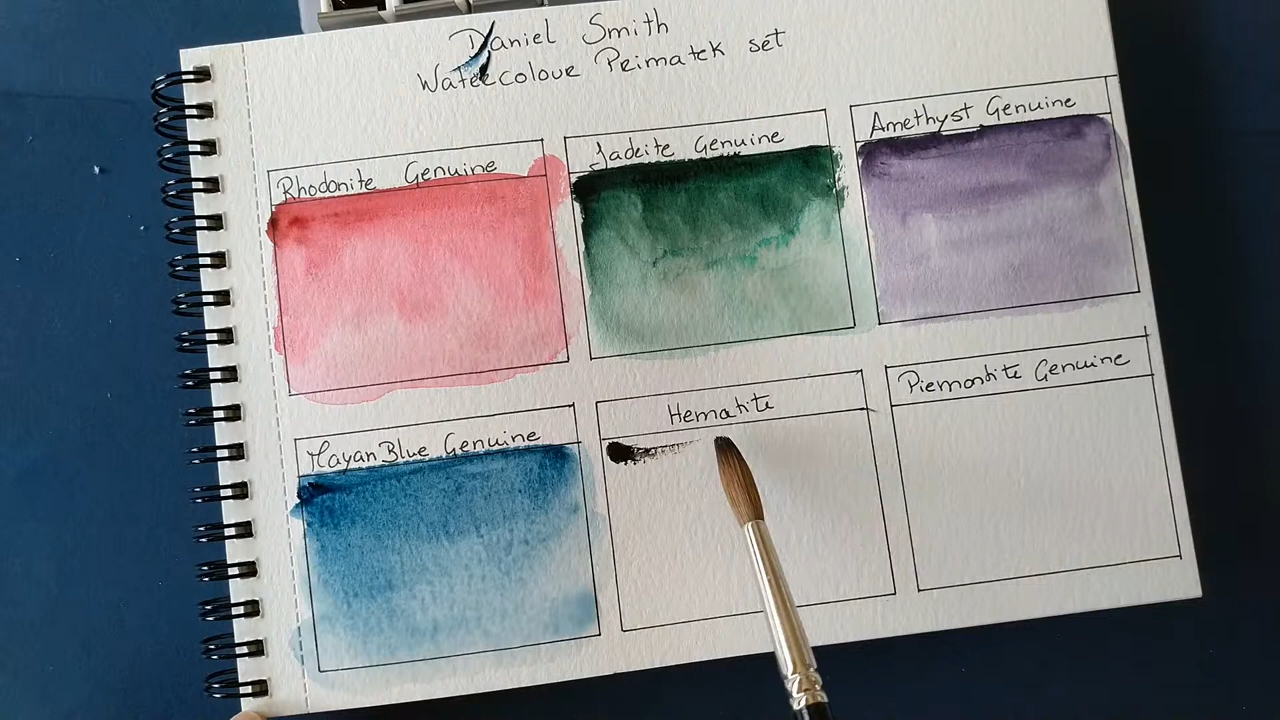 Daniel Smith
Watercolour Primatek set
Rhodonite Genuine
Jadeite Genuine
Amethyst Genuine
Mayan Blue Genuine
Hematite
Piemontite Genuine